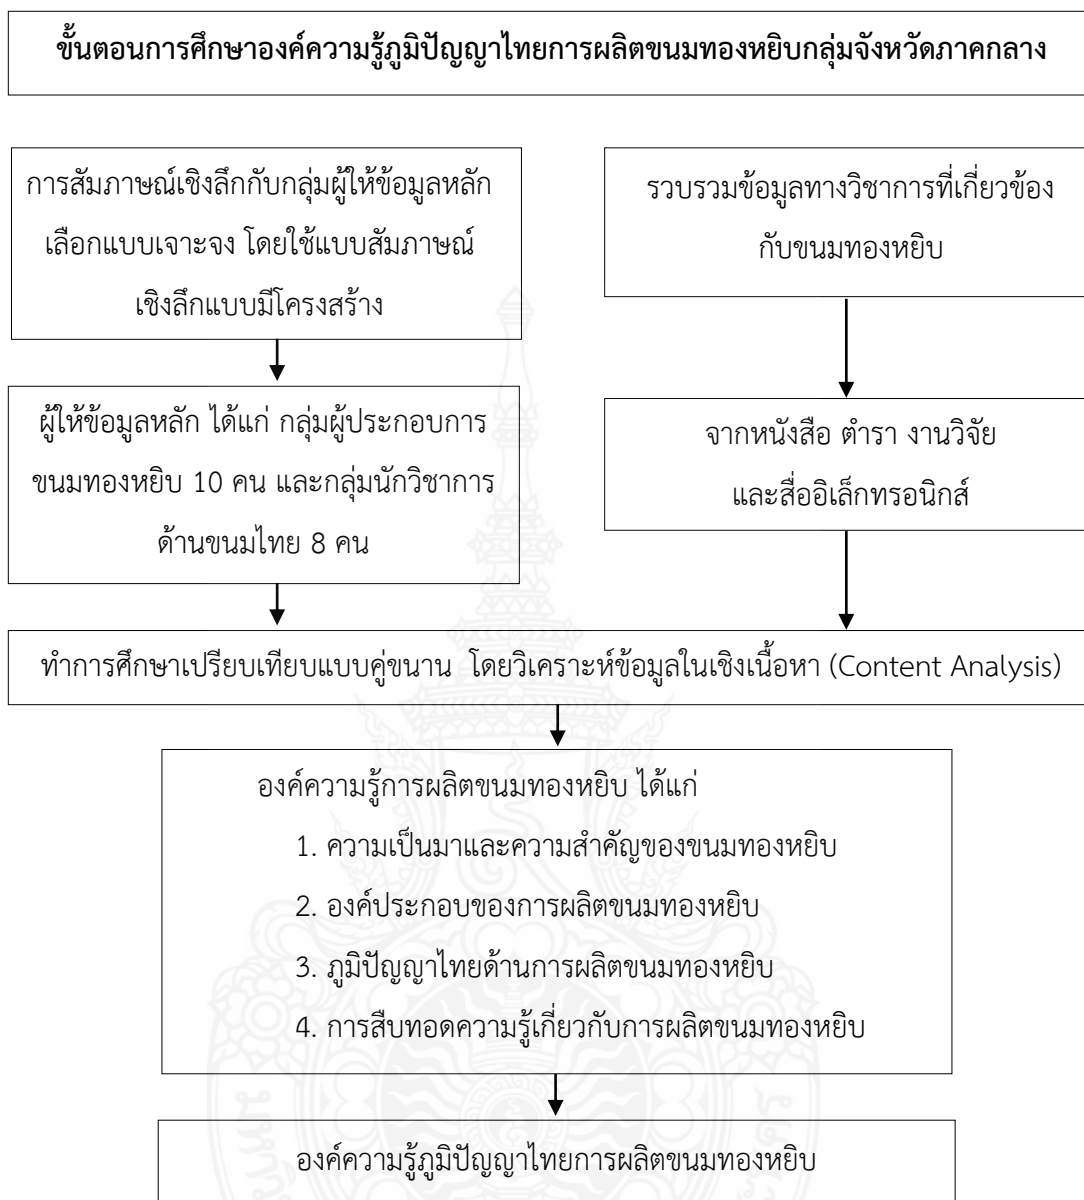 ขั้นตอนการศึกษาองค์ความรู้ภูมิปัญญาไทยการผลิตขนมทองหยิบกลุ่มจังหวัดภาคกลาง
การสัมภาษณ์เชิงลึกกับกลุ่มผู้ให้ข้อมูลหลัก
เลือกแบบเจาะจง โดยใช้แบบสัมภาษณ์
เชิงลึกแบบมีโครงสร้าง
รวบรวมข้อมูลทางวิชาการที่เกี่ยวข้อง
กับขนมทองหยิบ
ผู้ให้ข้อมูลหลัก ได้แก่ กลุ่มผู้ประกอบการ
ขนมทองหยิบ 10 คน และกลุ่มนักวิชาการ
ด้านขนมไทย 8 คน
จากหนังสือ ตำรา งานวิจัย
และสื่ออิเล็กทรอนิกส์
ทำการศึกษาเปรียบเทียบแบบคู่ขนาน โดยวิเคราะห์ข้อมูลในเชิงเนื้อหา (Content Analysis)
องค์ความรู้การผลิตขนมทองหยิบ ได้แก่
1. ความเป็นมาและความสำคัญของขนมทองหยิบ
2. องค์ประกอบของการผลิตขนมทองหยิบ
3. ภูมิปัญญาไทยด้านการผลิตขนมทองหยิบ
4. การสืบทอดความรู้เกี่ยวกับการผลิตขนมทองหยิบ
องค์ความรู้ภูมิปัญญาไทยการผลิตขนมทองหยิบ